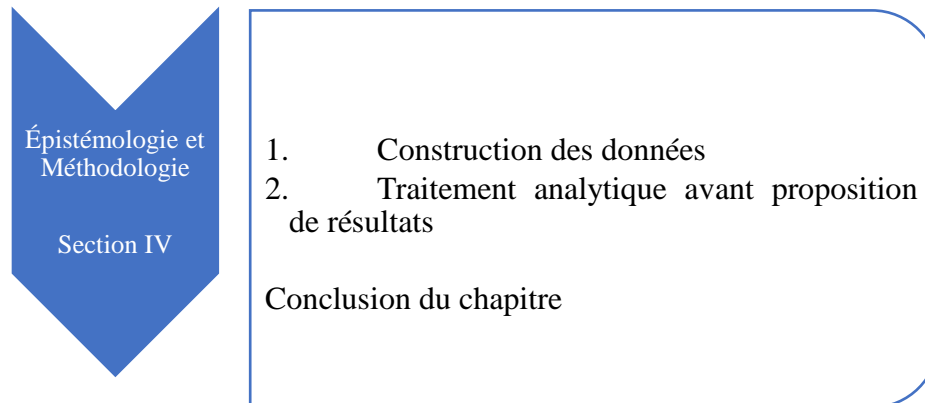 Épistémologie et
Méthodologie
Section IV
1. Construction des données
2. Traitement analytique avant proposition
de résultats
Conclusion du chapitre